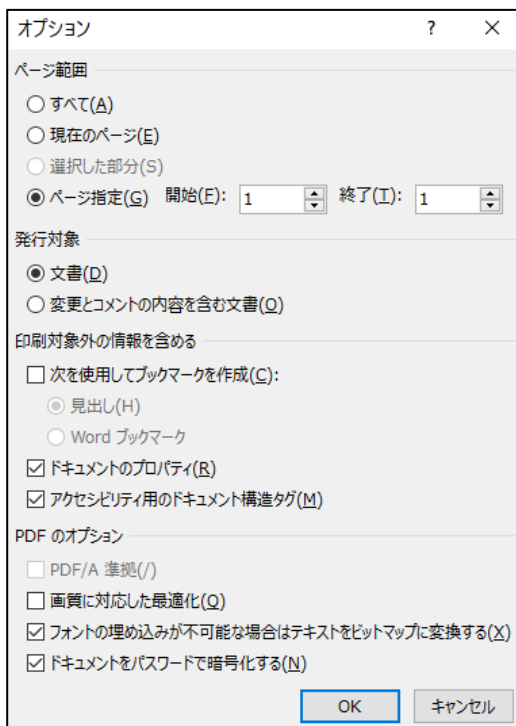 オプション ? ×
ページ範囲
すべて(A)
現在のページ(E)
選択した部分(S)
ページ指定(G) 開始(F): 1 終了(T): 1
発行対象
文書(D)
変更とコメントの内容を含む文書(O)
印刷対象外の情報を含める
次を使用してブックマークを作成(C):
見出し(H)
Word ブックマーク
ドキュメントのプロパティ(R)
アクセシビリティ用のドキュメント構造タグ(M)
PDF のオプション
PDF/A 準拠(/)
画質に対応した最適化(Q)
フォントの埋め込みが不可能な場合はテキストをビットマップに変換する(X)
ドキュメントをパスワードで暗号化する(N)
OK キャンセル